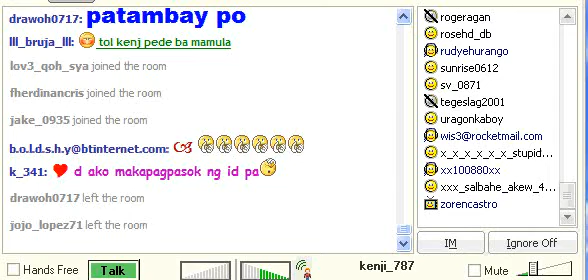 drawoh0717: patambay po
lll_bruja_lll: tol kenj pede ba mamula
lov3_qoh_sya joined the room
fherdinancris joined the room
jake_0935 joined the room
b.o.l.d.s.h.y@btinternet.com:
k_341: d ako makapagpasok ng id pa
drawoh0717 left the room
jojo_lopez71 left the room
rogeragan
rosehd_db
rudyehurango
sunrise0612
sv_0871
tegeslag2001
uragonkaboy
wis3@rocketmail.com
x_x_x_x_x_x_stupid...
xx100880xx
xxx_salbahe_akew_4...
zorencastro
IM
Ignore Off
Hands Free
Talk
kenji_787
Mute